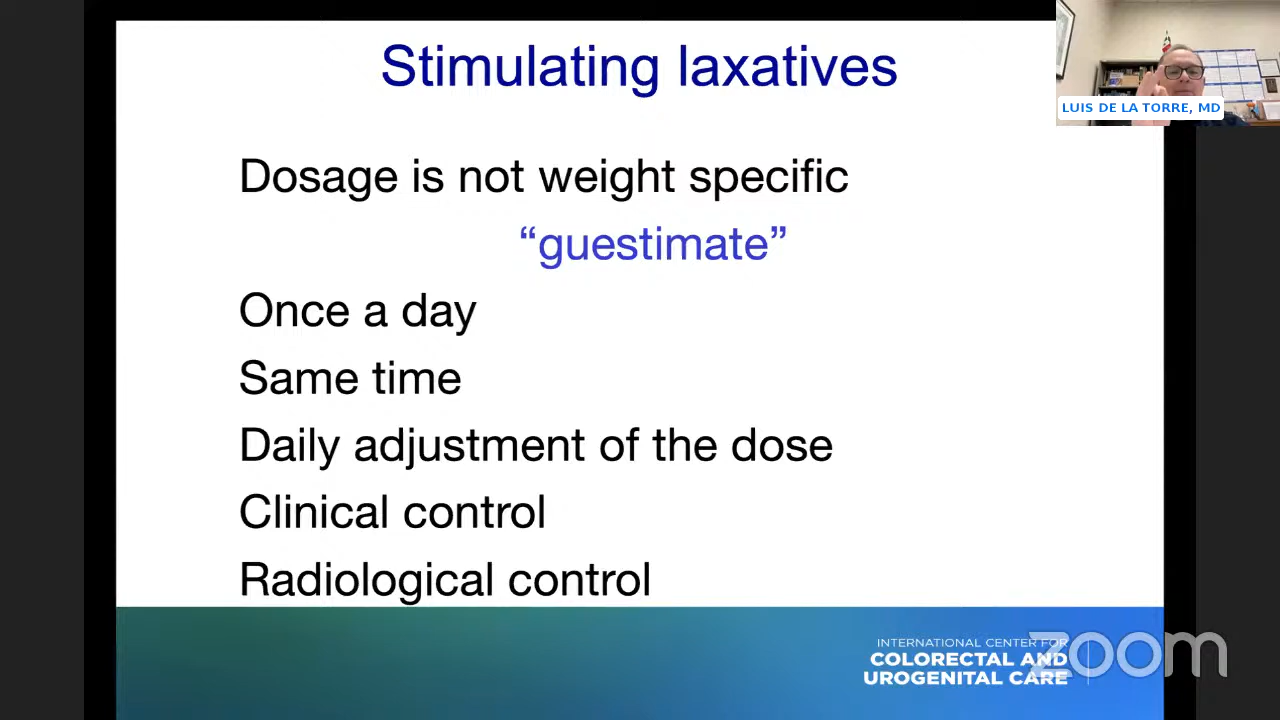 Stimulating laxatives
LUIS DE LA TORRE, MD
Dosage is not weight specific
“guestimate”
Once a day
Same time
Daily adjustment of the dose
Clinical control
Radiological control
INTERNATIONAL CENTER FOR
COLORECTAL AND
UROGENITAL CARE
zoom